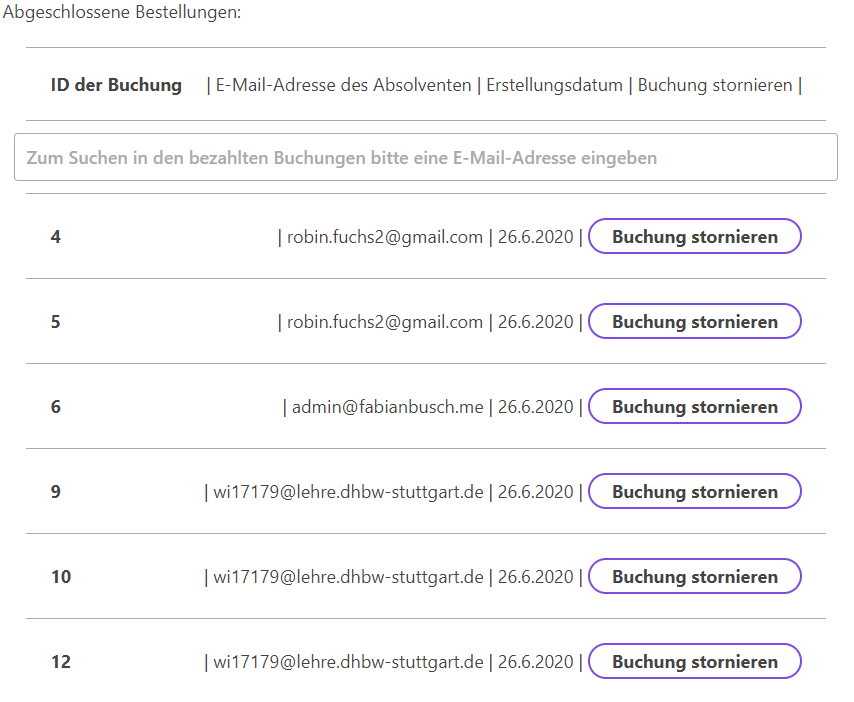 Abgeschlossene Bestellungen:
ID der Buchung | E-Mail-Adresse des Absolventen | Erstellungsdatum | Buchung stornieren |
Zum Suchen in den bezahlten Buchungen bitte eine E-Mail-Adresse eingeben
4 | robin.fuchs2@gmail.com | 26.6.2020 | Buchung stornieren
5 | robin.fuchs2@gmail.com | 26.6.2020 | Buchung stornieren
6 | admin@fabianbusch.me | 26.6.2020 | Buchung stornieren
9 | wi17179@lehre.dhbw-stuttgart.de | 26.6.2020 | Buchung stornieren
10 | wi17179@lehre.dhbw-stuttgart.de | 26.6.2020 | Buchung stornieren
12 | wi17179@lehre.dhbw-stuttgart.de | 26.6.2020 | Buchung stornieren